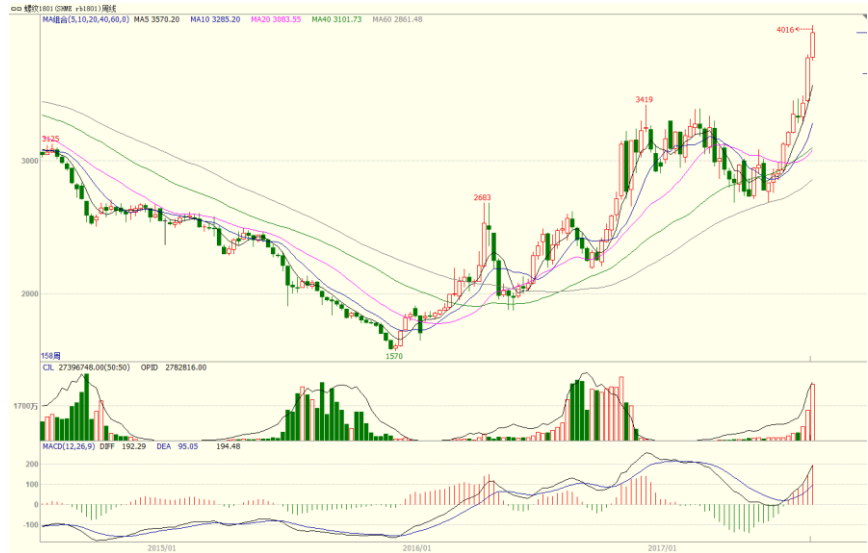 螺纹1801(SHME rb1801)周线
MA组合(5,10,20,40,60,0) MA5 3570.20 MA10 3285.20 MA20 3083.55 MA40 3101.73 MA60 2861.48
4016
3419
3125
3000
2683
2000
158周
1570
CJL 27396748.00(50:50) OPID 2782816.00
1700万
MACD(12,26,9) DIFF 192.29 DEA 95.05 194.48
200
100
0
-100
2015/01 2016/01 2017/01